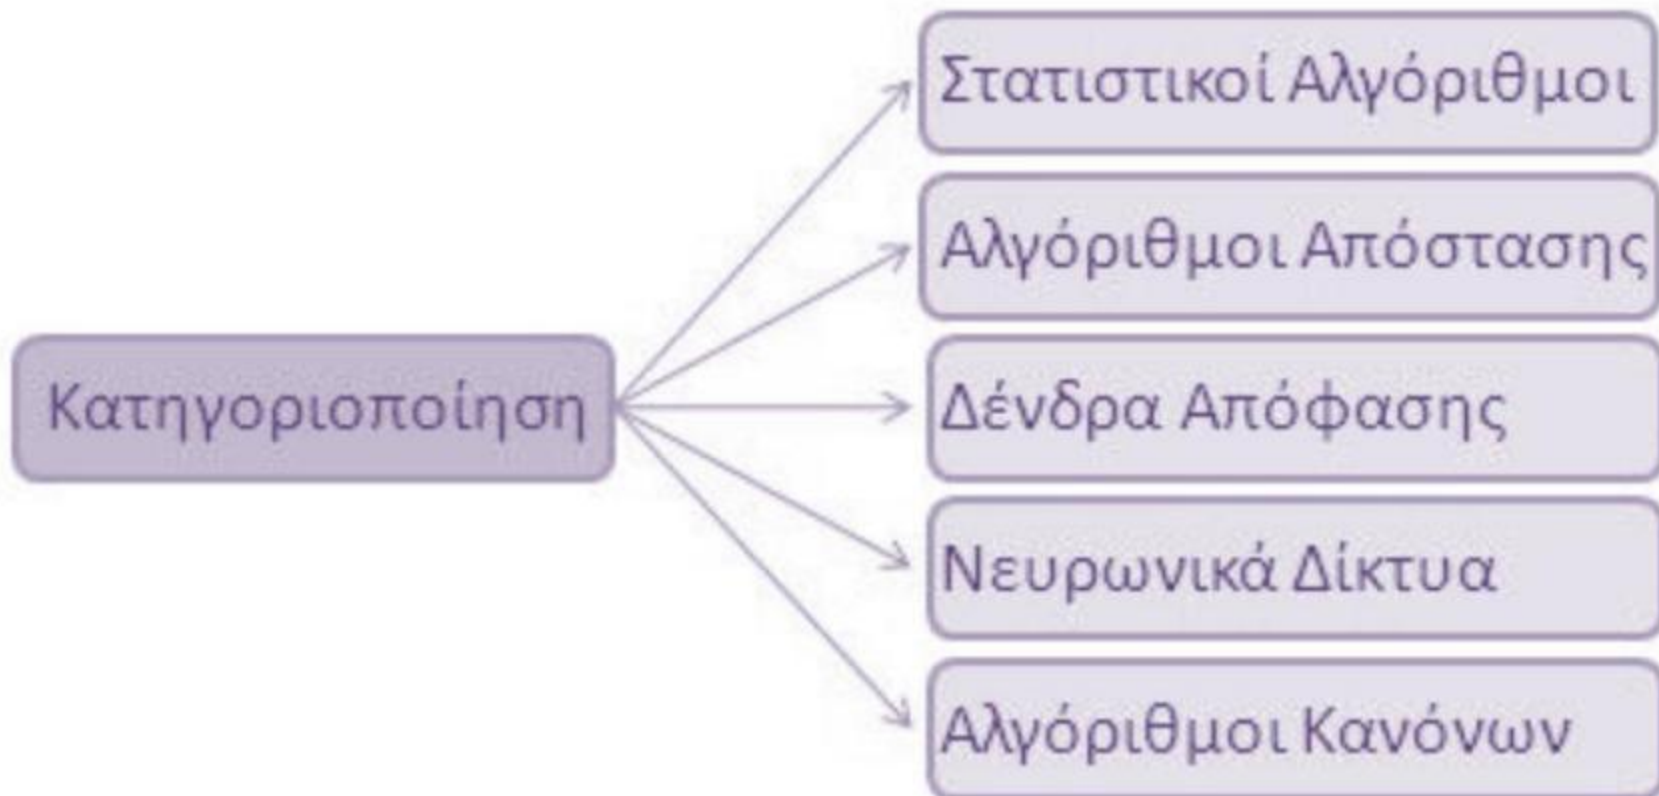 Στατιστικοί Αλγόριθμοι
Αλγόριθμοι Απόστασης
Κατηγοριοποίηση
Δένδρα Απόφασης
Νευρωνικά Δίκτυα
Αλγόριθμοι Κανόνων